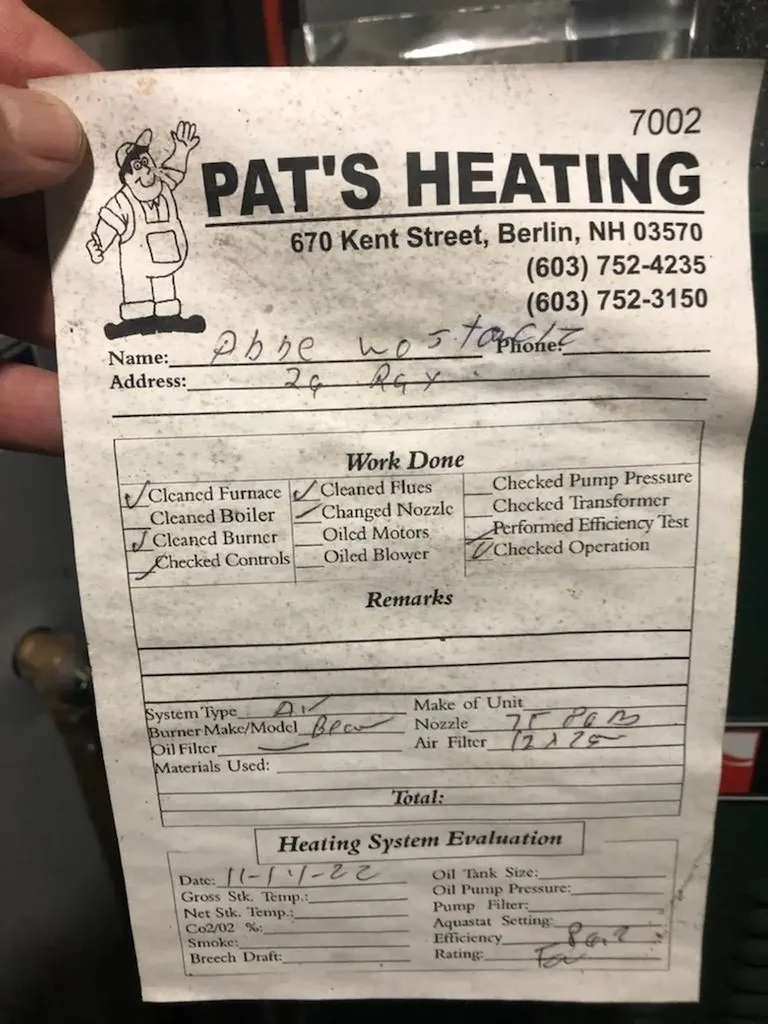 7002
PAT'S HEATING
670 Kent Street, Berlin, NH 03570
(603) 752-4235
(603) 752-3150
Name: Phone:
Address:
Work Done
Cleaned Furnace Cleaned Flues Checked Pump Pressure
Cleaned Boiler Changed Nozzle Checked Transformer
Cleaned Burner Oiled Motors Performed Efficiency Test
Checked Controls Oiled Blower Checked Operation
Remarks
System Type Air Make of Unit
Burner Make/Model Nozzle
Oil Filter Air Filter
Materials Used:
Total:
Heating System Evaluation
Date: 11-14-22 Oil Tank Size:
Gross Stk. Temp.: Oil Pump Pressure:
Net Stk. Temp.: Pump Filter:
Co2/02 %: Aquastat Setting:
Smoke: Efficiency
Breech Draft: Rating: